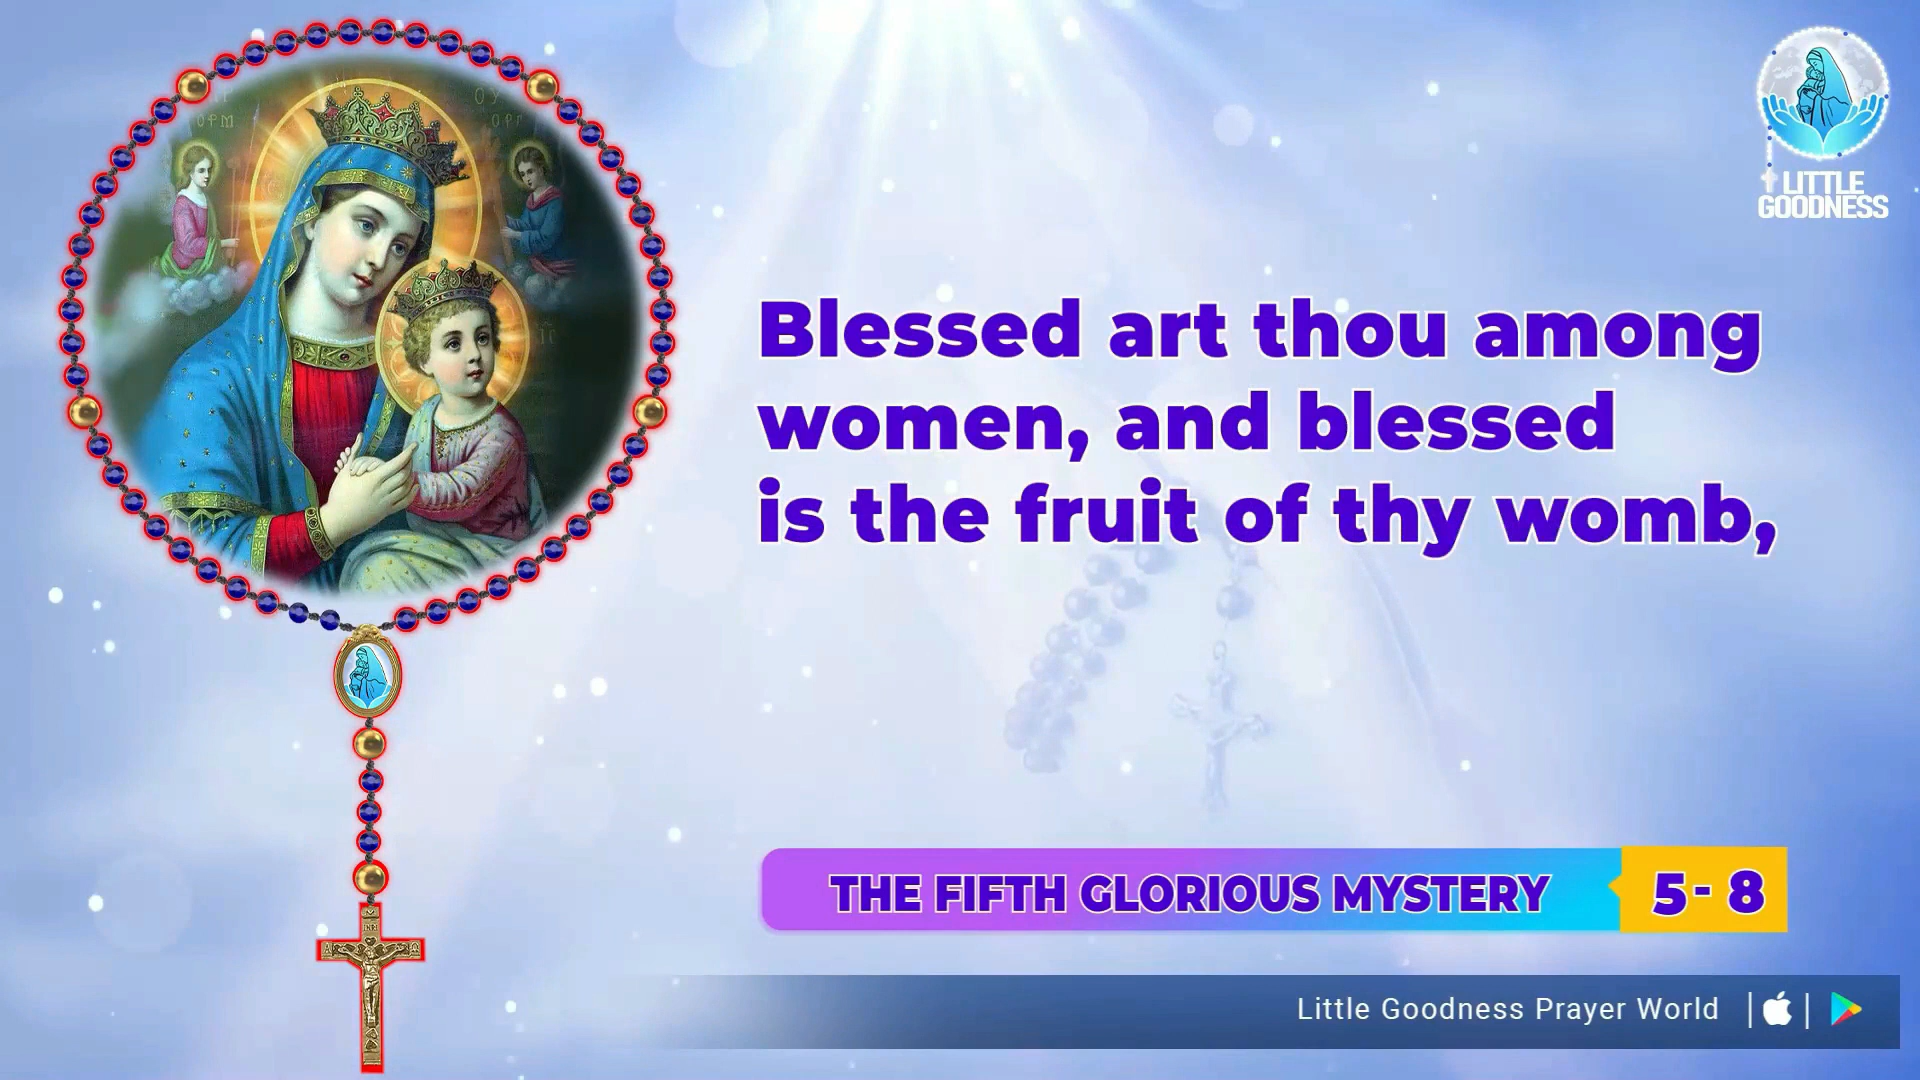 LITTLE
GOODNESS
Blessed art thou among
women, and blessed
is the fruit of thy womb,
THE FIFTH GLORIOUS MYSTERY 5- 8
Little Goodness Prayer World
INRI